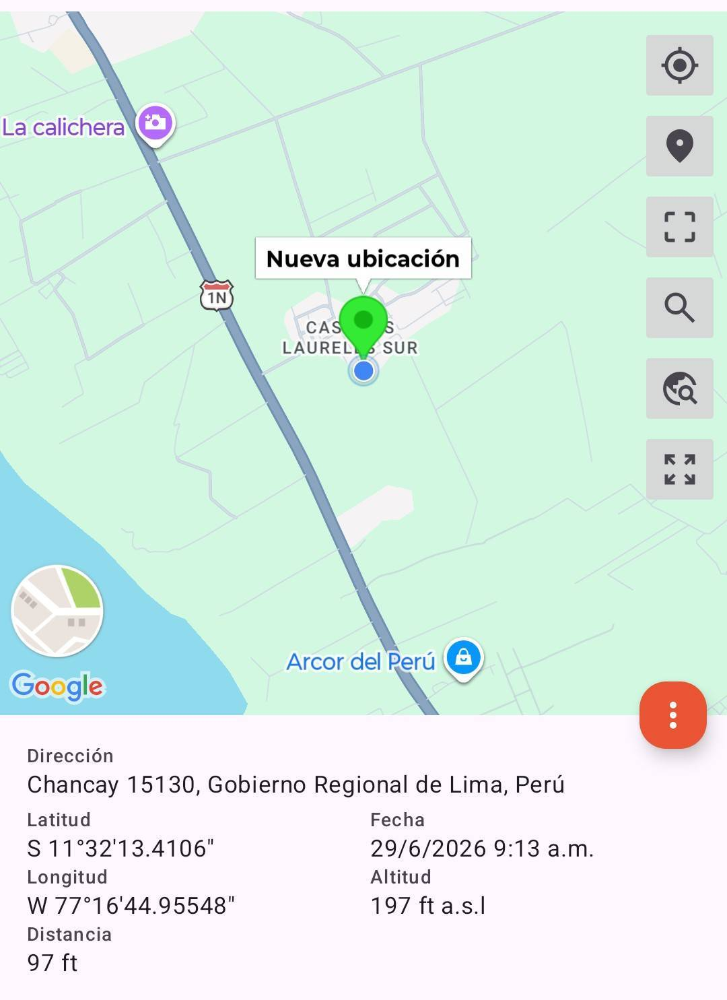 La calichera
1N
Nueva ubicación
CAS S
LAURELES SUR
Arcor del Perú
Google
Dirección
Chancay 15130, Gobierno Regional de Lima, Perú
Latitud
S 11°32'13.4106"
Fecha
29/6/2026 9:13 a.m.
Longitud
W 77°16'44.95548"
Altitud
197 ft a.s.l
Distancia
97 ft